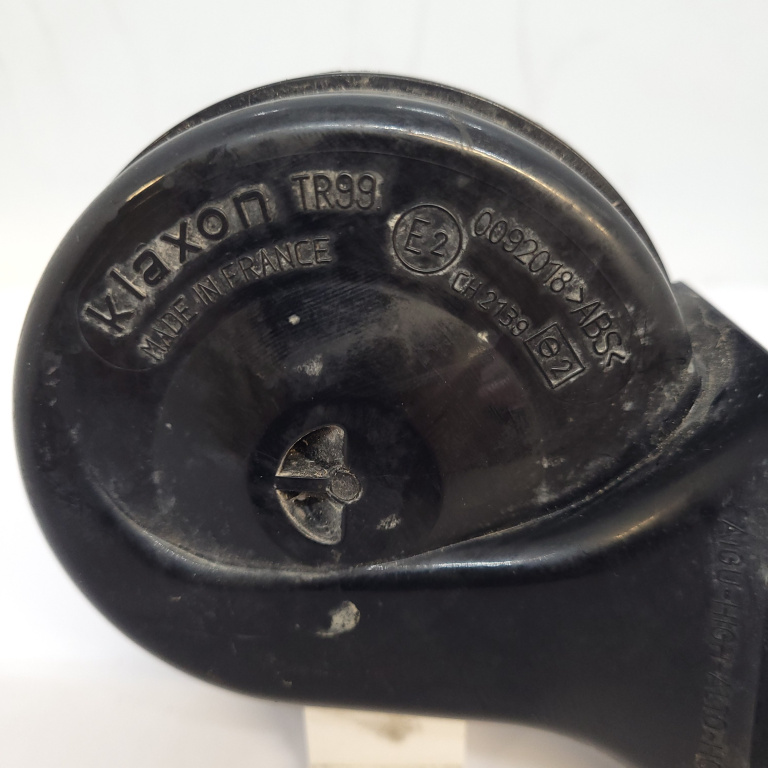 klaxon TR99
MADE IN FRANCE
E2 0092018 >ABS<
CH 2139 e2
AIGU-HIGH